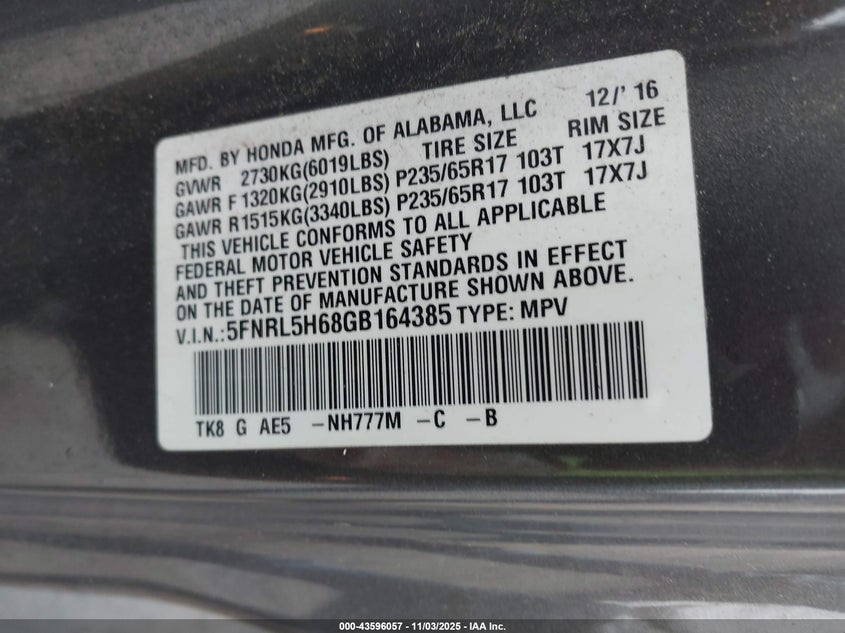 MFD. BY HONDA MFG. OF ALABAMA, LLC 12/' 16
GVWR 2730KG(6019LBS) TIRE SIZE RIM SIZE
GAWR F 1320KG(2910LBS) P235/65R17 103T 17X7J
GAWR R1515KG(3340LBS) P235/65R17 103T 17X7J
THIS VEHICLE CONFORMS TO ALL APPLICABLE
FEDERAL MOTOR VEHICLE SAFETY
AND THEFT PREVENTION STANDARDS IN EFFECT
ON THE DATE OF MANUFACTURE SHOWN ABOVE.
V.I.N.:5FNRL5H68GB164385 TYPE: MPV
TK8 G AE5 -NH777M -C -B
000-43596057 - 11/03/2025 - IAA Inc.